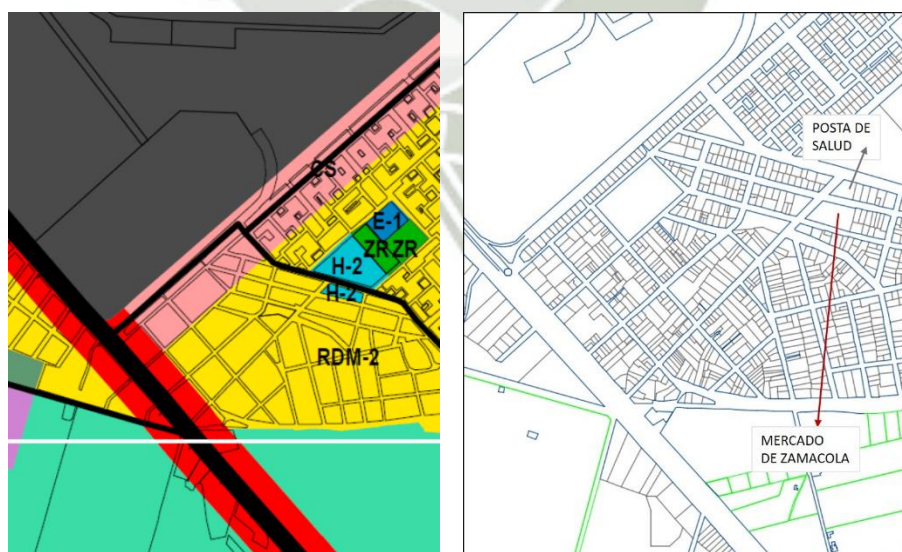 CS
E-1
ZR ZR
H-2
H-2
RDM-2
POSTA DE
SALUD
MERCADO
DE ZAMACOLA